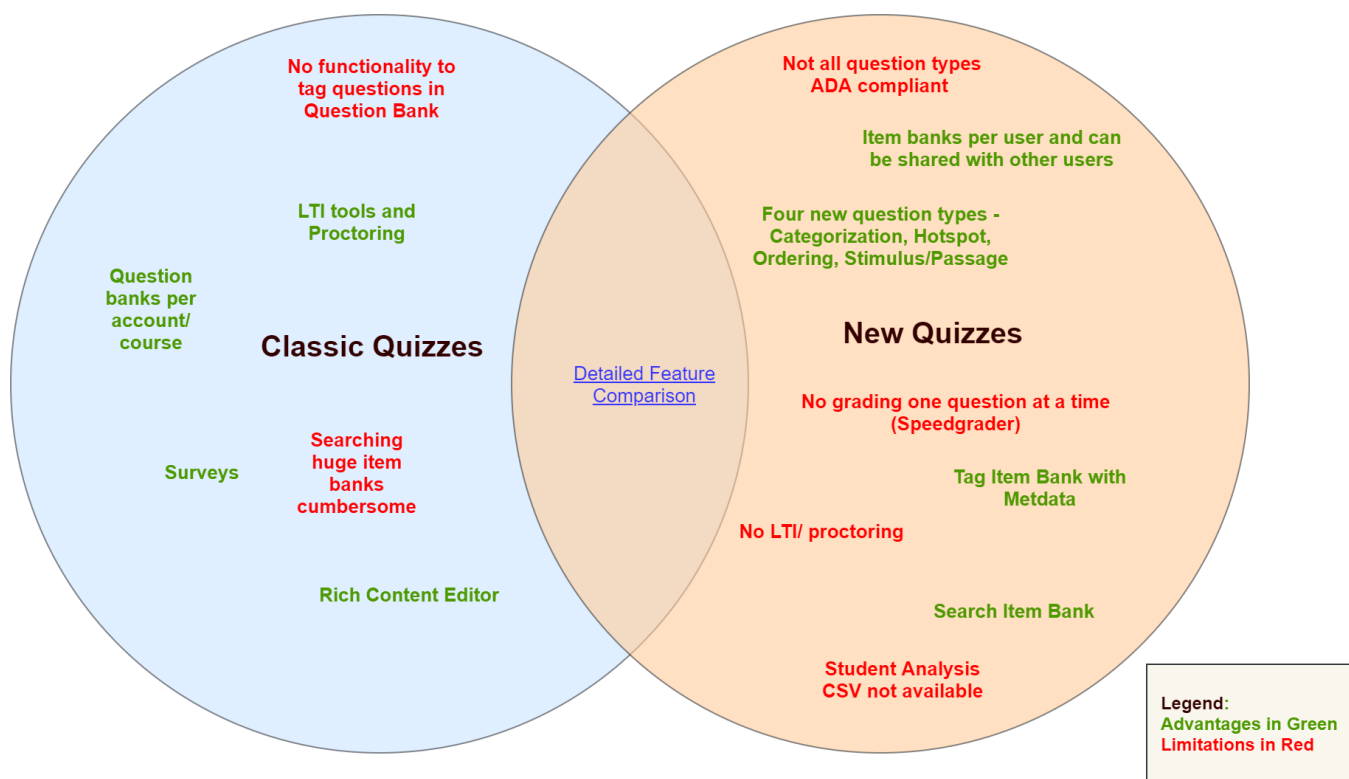 No functionality to
tag questions in
Question Bank
LTI tools and
Proctoring
Question
banks per
account/
course
Classic Quizzes
Surveys
Searching
huge item
banks
cumbersome
Rich Content Editor
Detailed Feature
Comparison
Not all question types
ADA compliant
Item banks per user and can
be shared with other users
Four new question types -
Categorization, Hotspot,
Ordering, Stimulus/Passage
New Quizzes
No grading one question at a time
(Speedgrader)
Tag Item Bank with
Metdata
No LTI/ proctoring
Search Item Bank
Student Analysis
CSV not available
Legend:
Advantages in Green
Limitations in Red